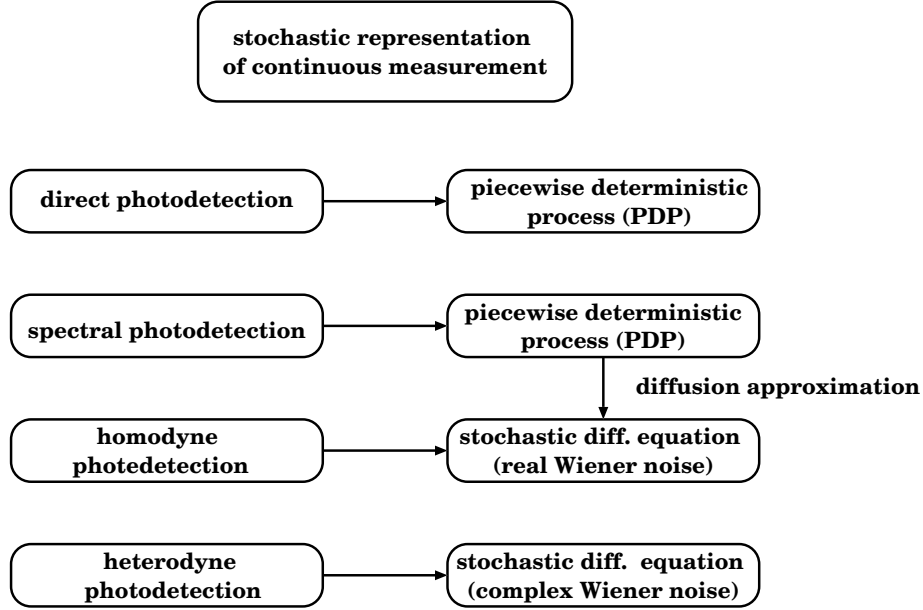 stochastic representation
of continuous measurement
direct photodetection
piecewise deterministic
process (PDP)
spectral photodetection
piecewise deterministic
process (PDP)
diffusion approximation
homodyne
photedetection
stochastic diff. equation
(real Wiener noise)
heterodyne
photodetection
stochastic diff. equation
(complex Wiener noise)